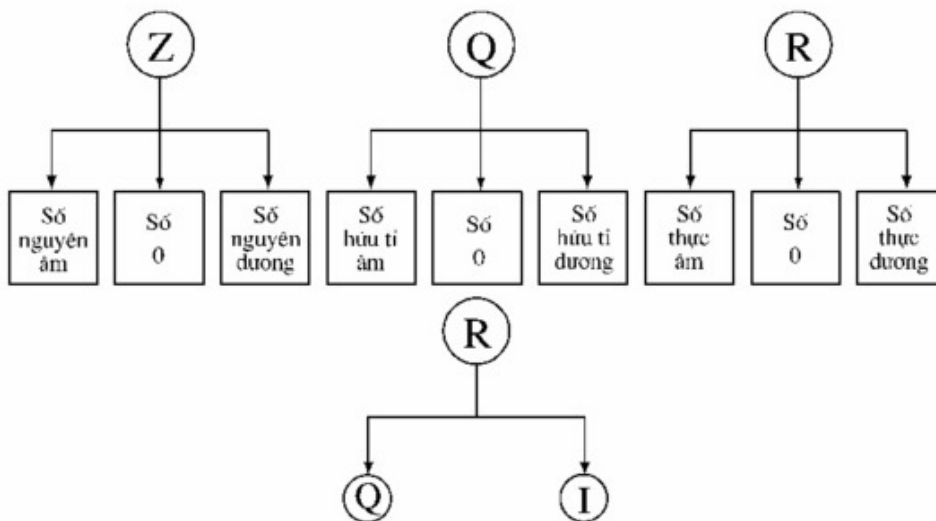 Z
Q
R
Số
nguyên
âm
Số
0
Số
nguyên
dương
Số
hữu tỉ
âm
Số
0
Số
hữu tỉ
dương
Số
thực
âm
Số
0
Số
thực
dương
R
Q
I